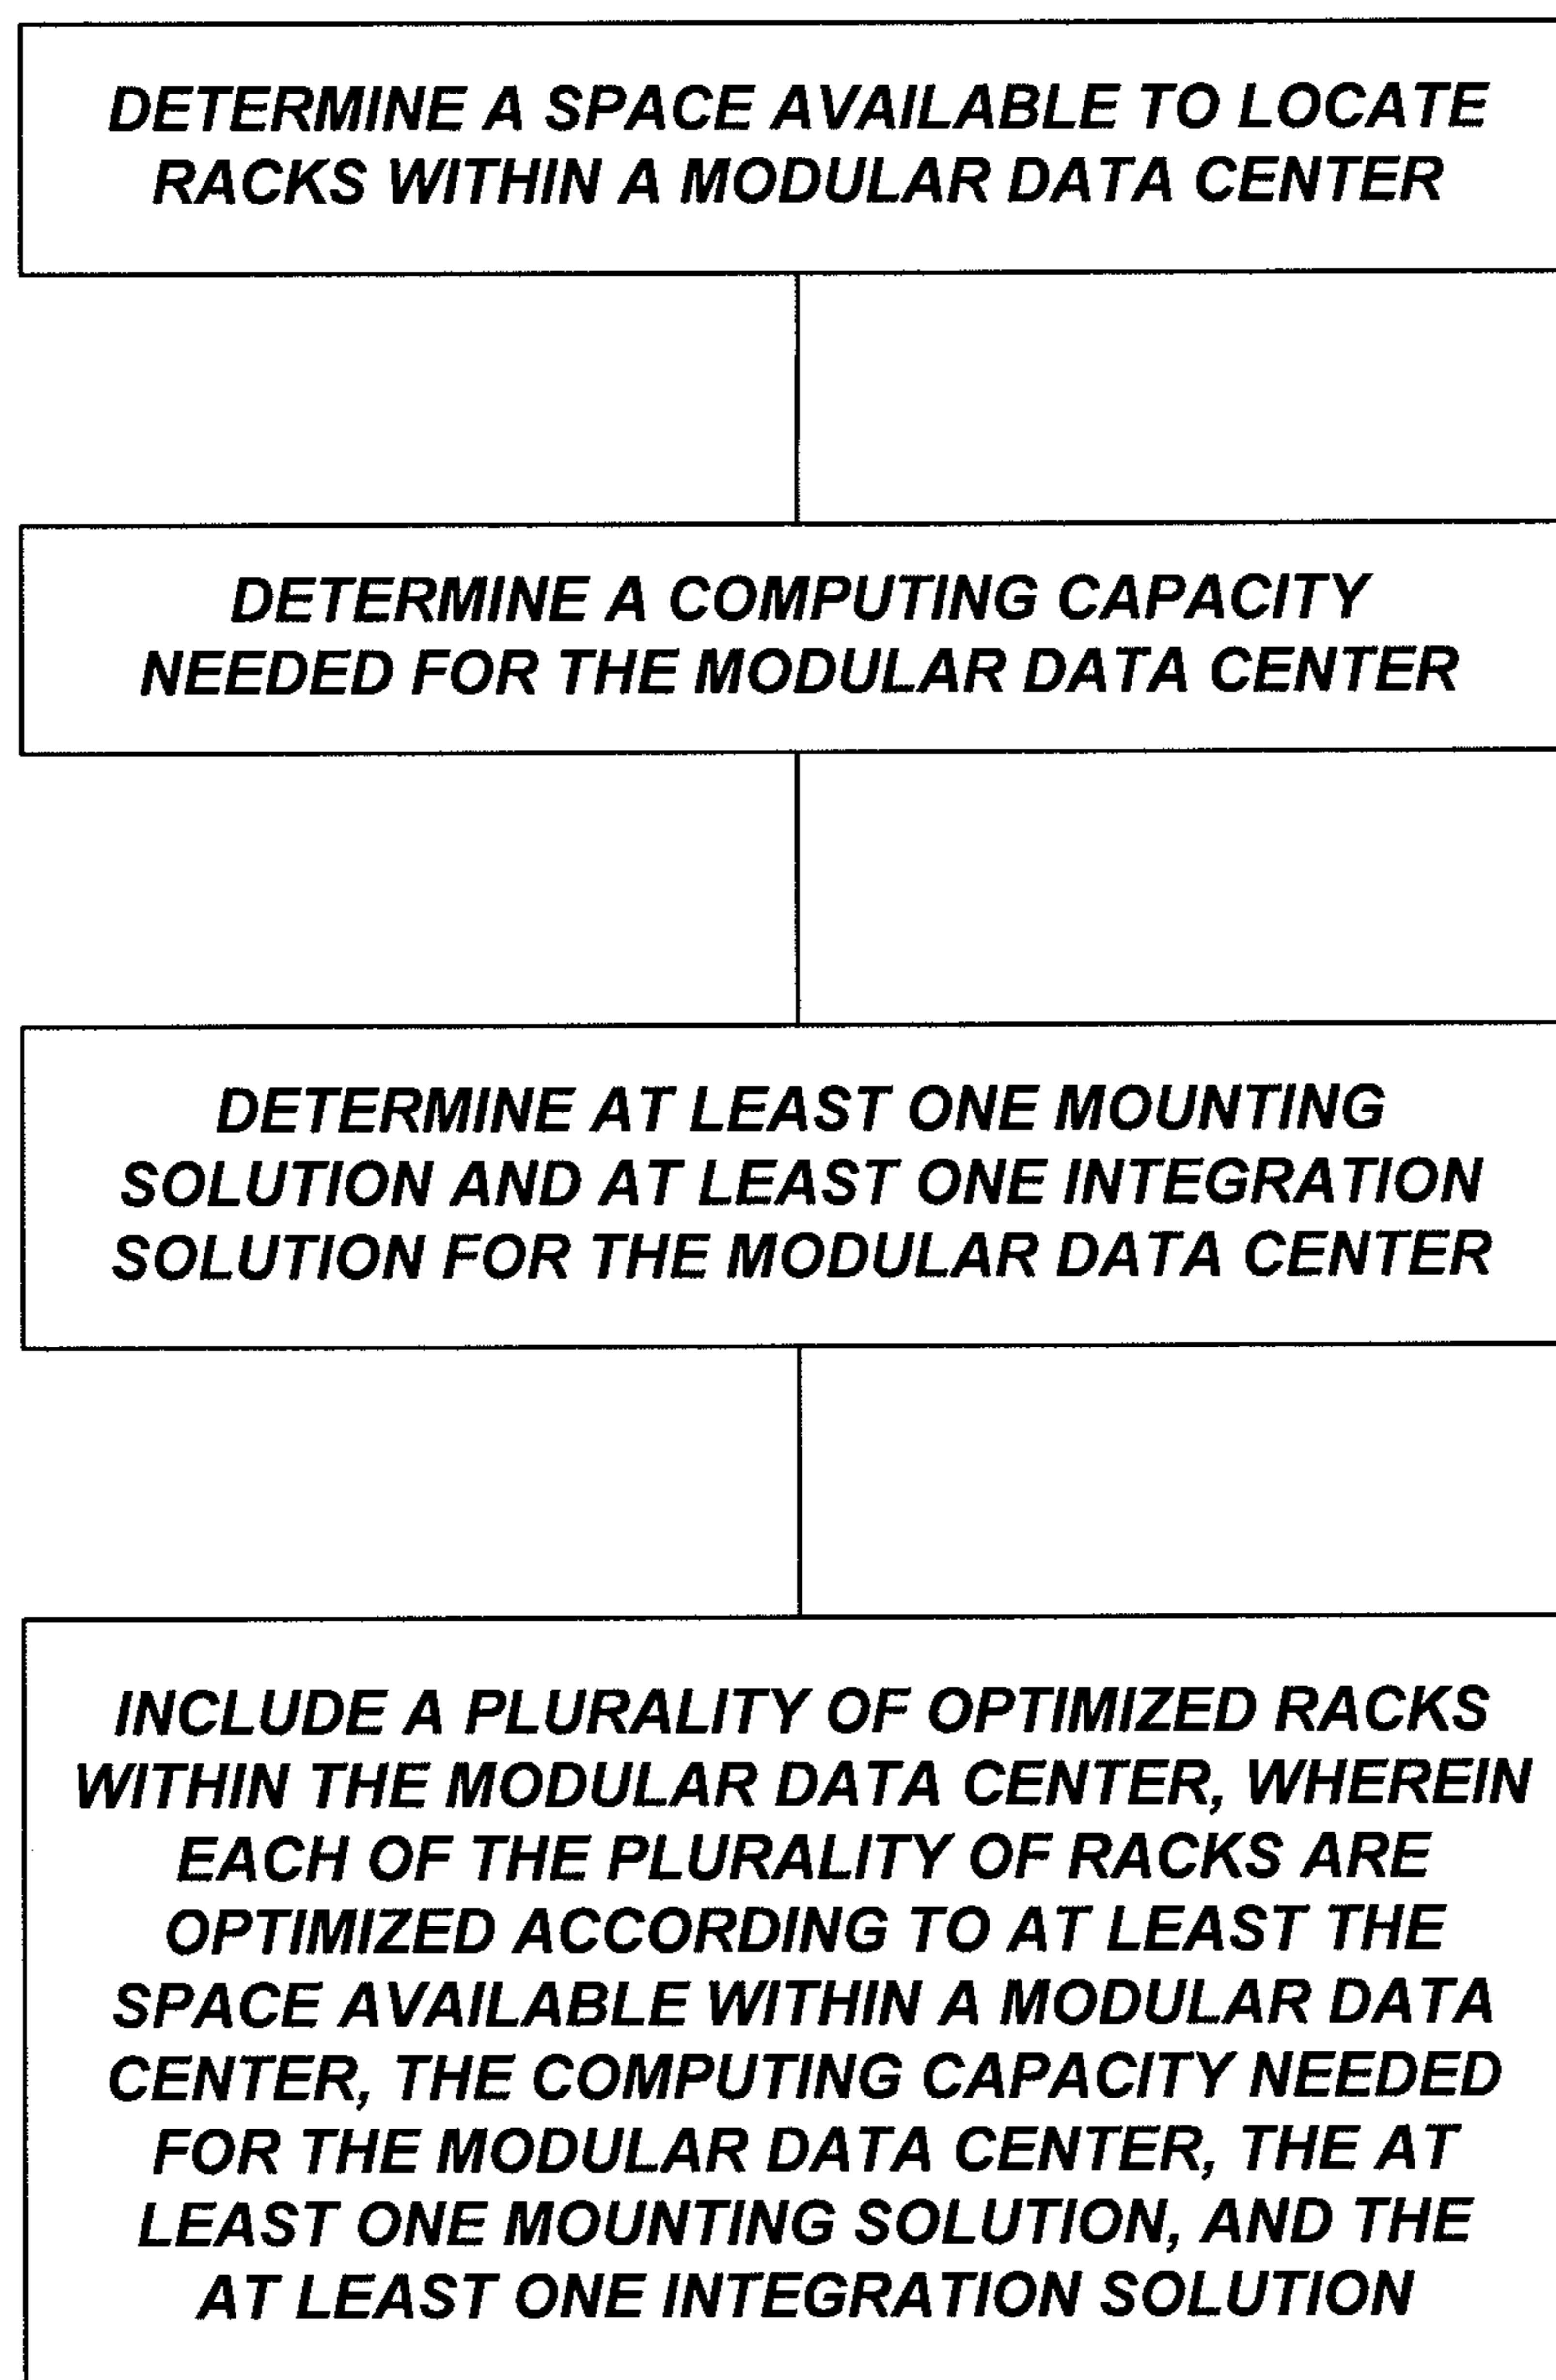 DETERMINE A SPACE AVAILABLE TO LOCATE
RACKS WITHIN A MODULAR DATA CENTER
DETERMINE A COMPUTING CAPACITY
NEEDED FOR THE MODULAR DATA CENTER
DETERMINE AT LEAST ONE MOUNTING
SOLUTION AND AT LEAST ONE INTEGRATION
SOLUTION FOR THE MODULAR DATA CENTER
INCLUDE A PLURALITY OF OPTIMIZED RACKS
WITHIN THE MODULAR DATA CENTER, WHEREIN
EACH OF THE PLURALITY OF RACKS ARE
OPTIMIZED ACCORDING TO AT LEAST THE
SPACE AVAILABLE WITHIN A MODULAR DATA
CENTER, THE COMPUTING CAPACITY NEEDED
FOR THE MODULAR DATA CENTER, THE AT
LEAST ONE MOUNTING SOLUTION, AND THE
AT LEAST ONE INTEGRATION SOLUTION